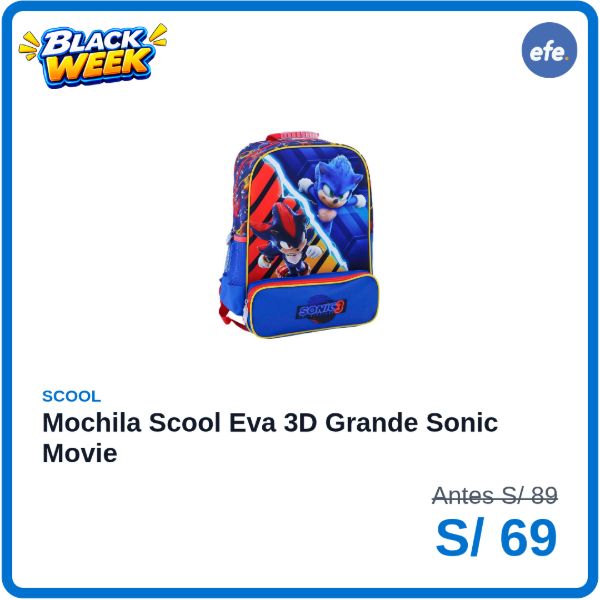 BLACK
WEEK
efe.
SONIC 3
SCOOL
Mochila Scool Eva 3D Grande Sonic
Movie
Antes S/ 89
S/ 69